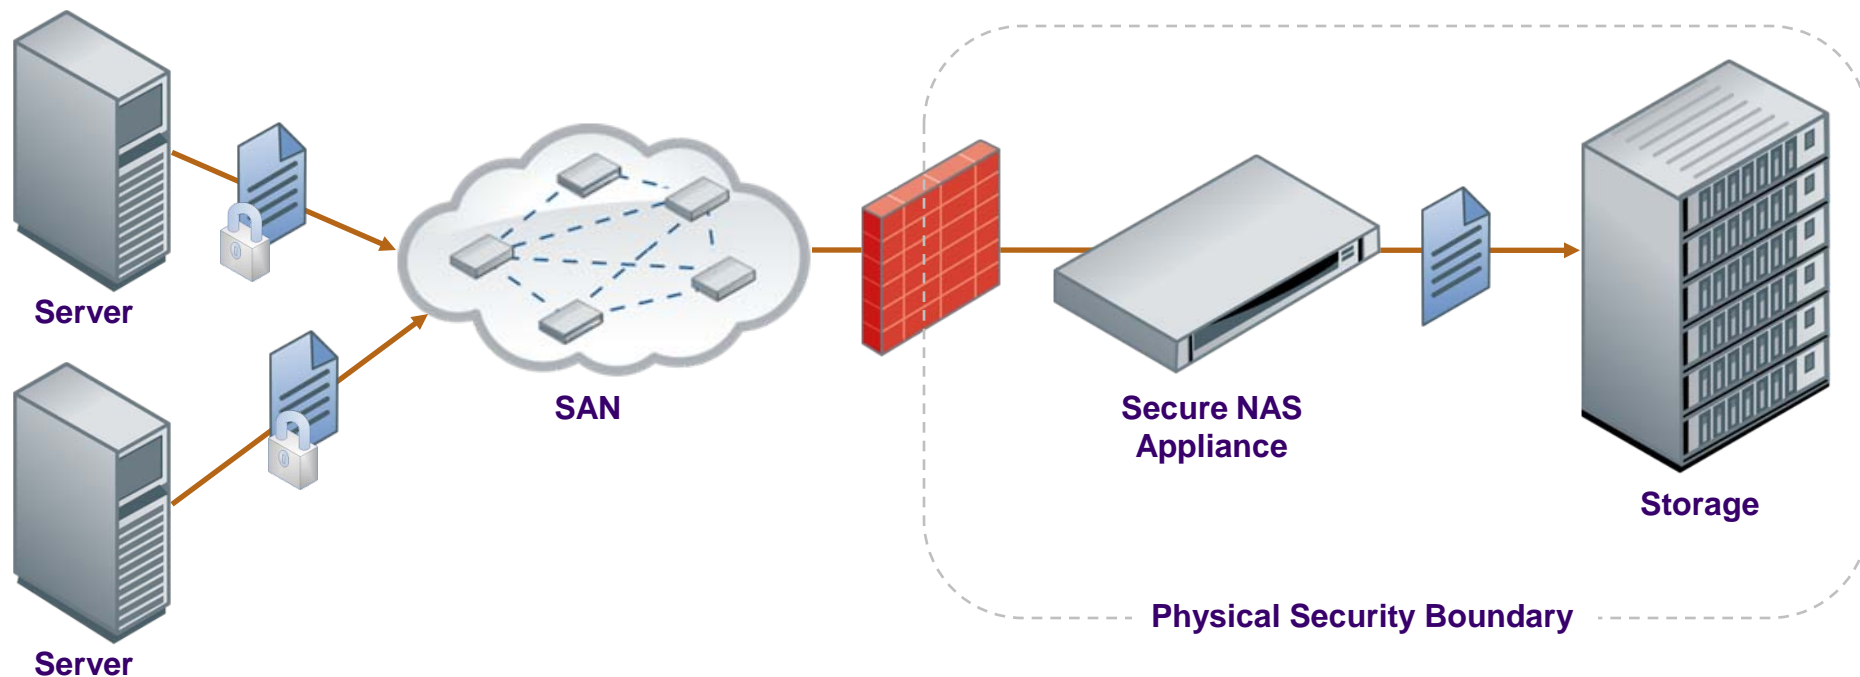 Server
SAN
Secure NAS
Appliance
Storage
Physical Security Boundary
Server